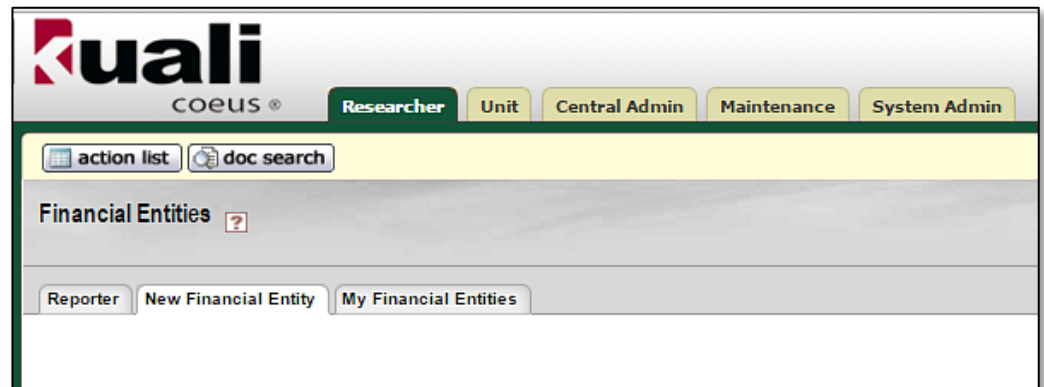 Kuali
coeus ®
Researcher Unit Central Admin Maintenance System Admin
action list doc search
Financial Entities ?
Reporter New Financial Entity My Financial Entities